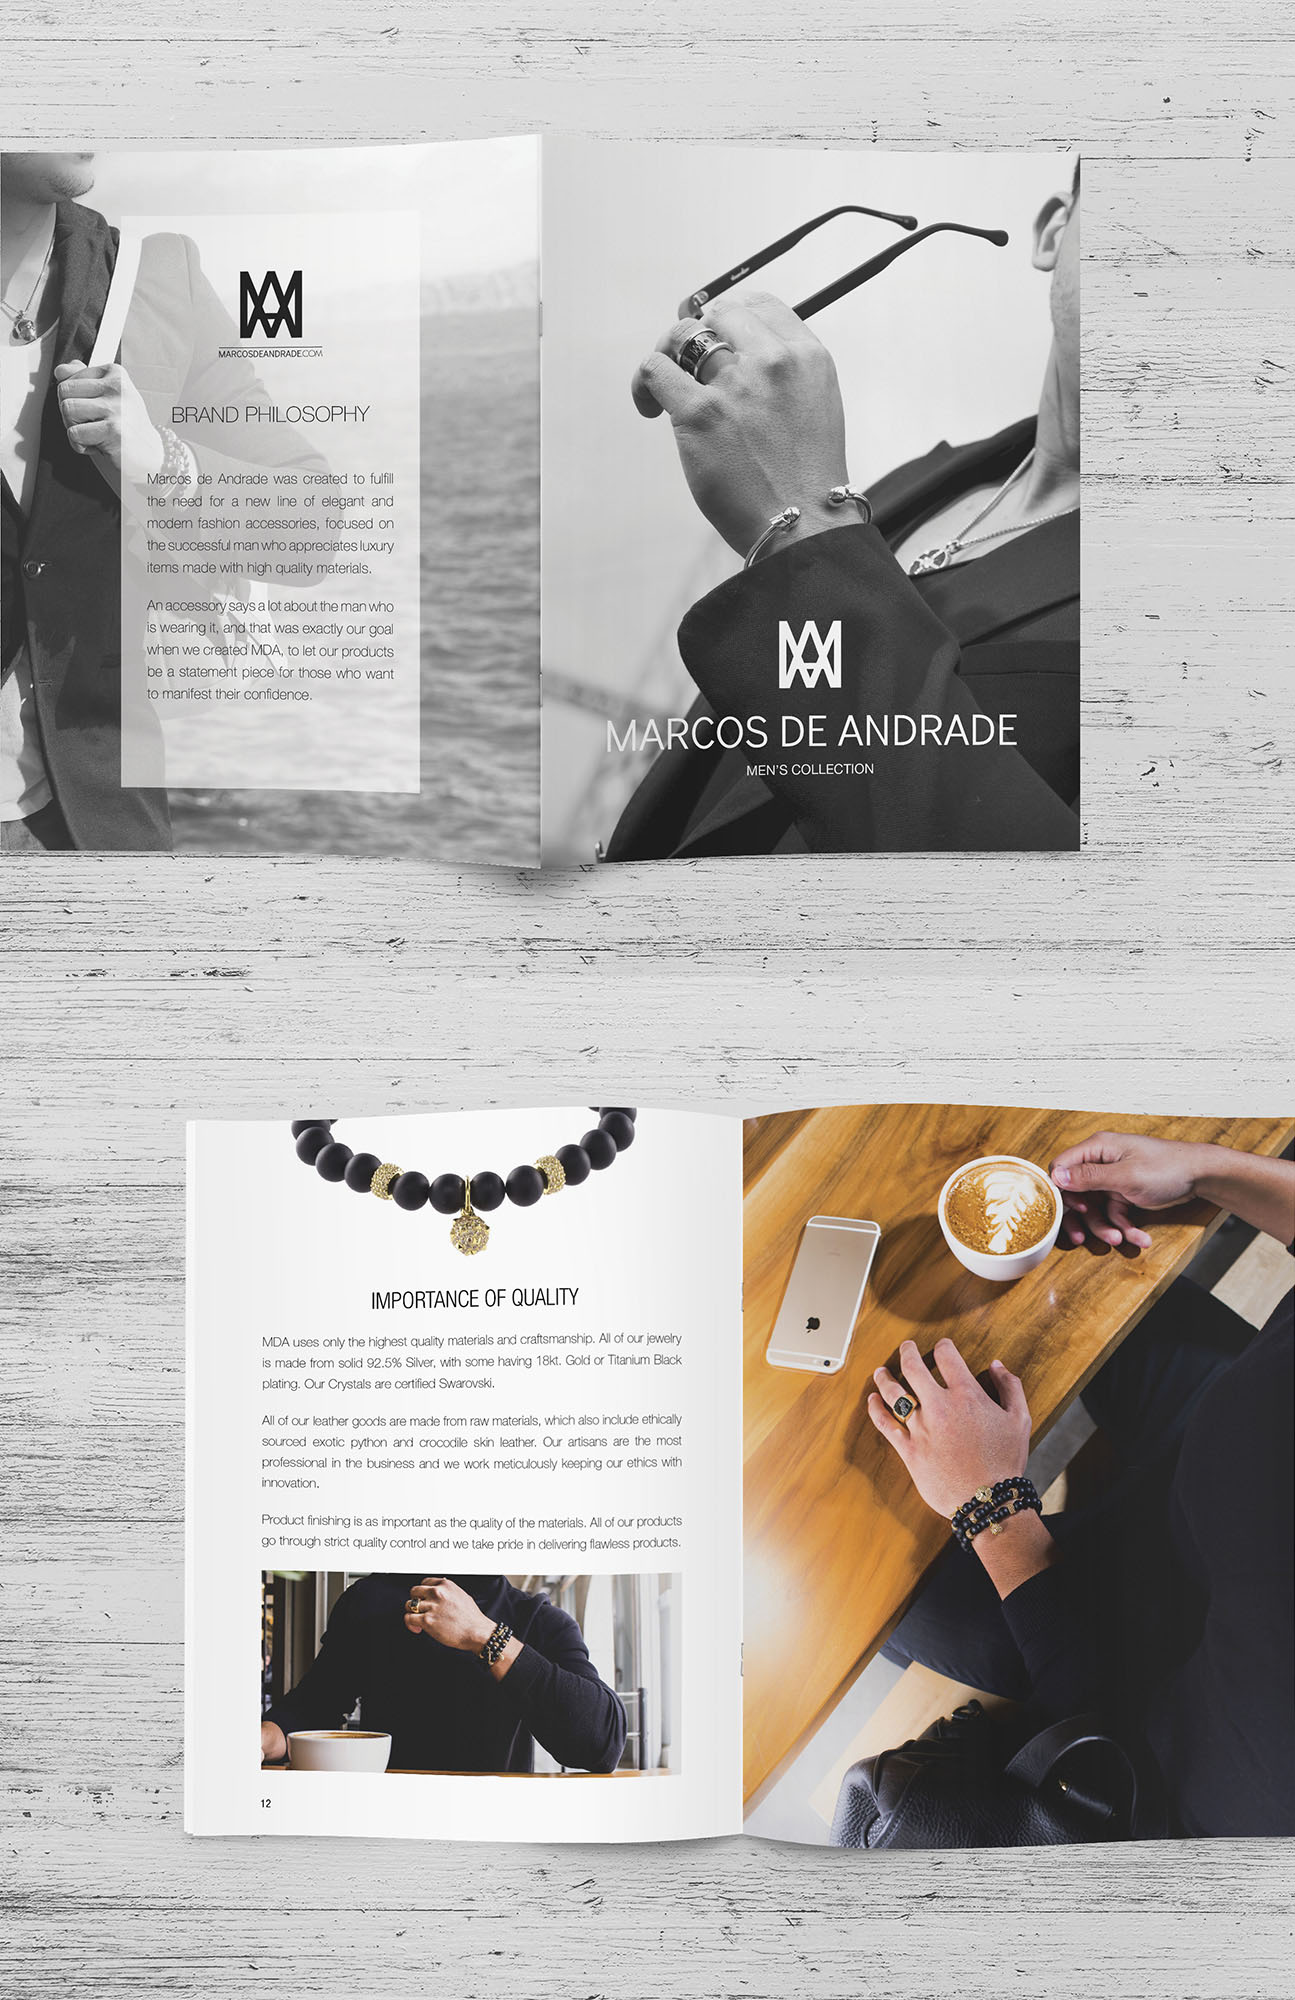 MARCOSDEANDRADE.COM
BRAND PHILOSOPHY
Marcos de Andrade was created to fulfill
the need for a new line of elegant and
modern fashion accessories, focused on
the successful man who appreciates luxury
items made with high quality materials.
An accessory says a lot about the man who
is wearing it, and that was exactly our goal
when we created MDA, to let our products
be a statement piece for those who want
to manifest their confidence.
MARCOS DE ANDRADE
MEN'S COLLECTION
IMPORTANCE OF QUALITY
MDA uses only the highest quality materials and craftsmanship. All of our jewelry
is made from solid 92.5% Silver, with some having 18kt. Gold or Titanium Black
plating. Our Crystals are certified Swarovski.
All of our leather goods are made from raw materials, which also include ethically
sourced exotic python and crocodile skin leather. Our artisans are the most
professional in the business and we work meticulously keeping our ethics with
innovation.
Product finishing is as important as the quality of the materials. All of our products
go through strict quality control and we take pride in delivering flawless products.
12